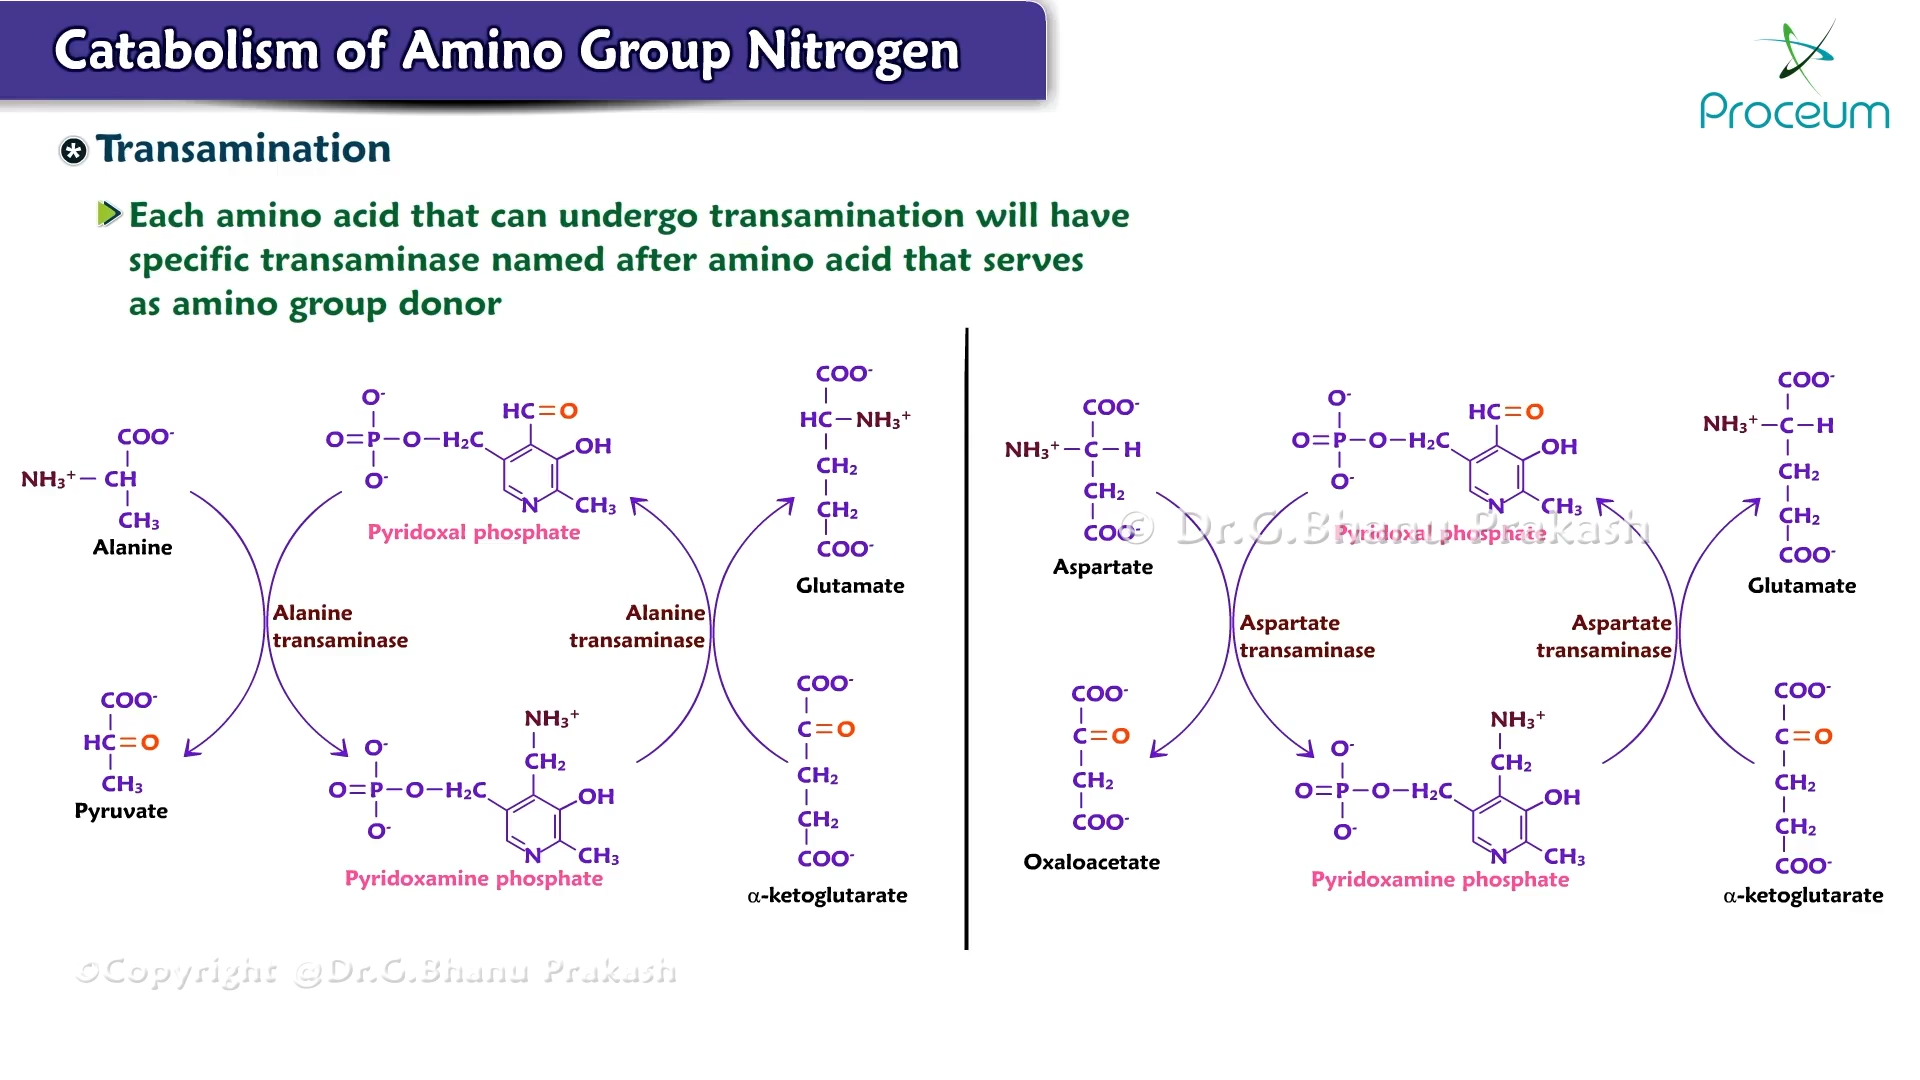 Catabolism of Amino Group Nitrogen
Proceum
Transamination
Each amino acid that can undergo transamination will have
specific transaminase named after amino acid that serves
as amino group donor
COO-
NH3+ – CH
CH3
Alanine
O-
O=P–O–H2C
O-
HC=O
OH
N
CH3
Pyridoxal phosphate
COO-
HC–NH3+
CH2
CH2
COO-
Glutamate
Alanine
transaminase
Alanine
transaminase
COO-
HC=O
CH3
Pyruvate
O-
O=P–O–H2C
O-
NH3+
CH2
OH
N
CH3
Pyridoxamine phosphate
COO-
C=O
CH2
CH2
COO-
α-ketoglutarate
COO-
NH3+–C–H
CH2
COO-
Aspartate
O-
O=P–O–H2C
O-
HC=O
OH
N
CH3
Pyridoxal phosphate
© Dr.G.Bhanu Prakash
COO-
NH3+–C–H
CH2
CH2
COO-
Glutamate
Aspartate
transaminase
Aspartate
transaminase
COO-
C=O
CH2
COO-
Oxaloacetate
O-
O=P–O–H2C
O-
NH3+
CH2
OH
N
CH3
Pyridoxamine phosphate
COO-
C=O
CH2
CH2
COO-
α-ketoglutarate
©Copyright @Dr.G.Bhanu Prakash